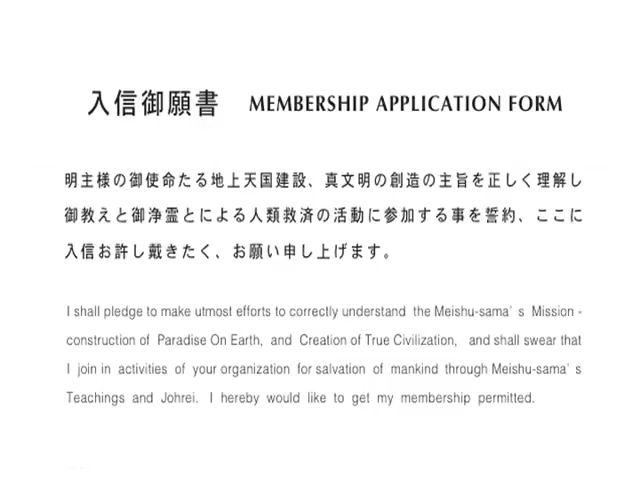 入信御願書 MEMBERSHIP APPLICATION FORM
明主様の御使命たる地上天国建設、真文明の創造の主旨を正しく理解し
御教えと御浄霊とによる人類救済の活動に参加する事を誓約、ここに
入信お許し戴きたく、お願い申し上げます。
I shall pledge to make utmost efforts to correctly understand the Meishu-sama's Mission -
construction of Paradise On Earth, and Creation of True Civilization, and shall swear that
I join in activities of your organization for salvation of mankind through Meishu-sama's
Teachings and Johrei. I hereby would like to get my membership permitted.